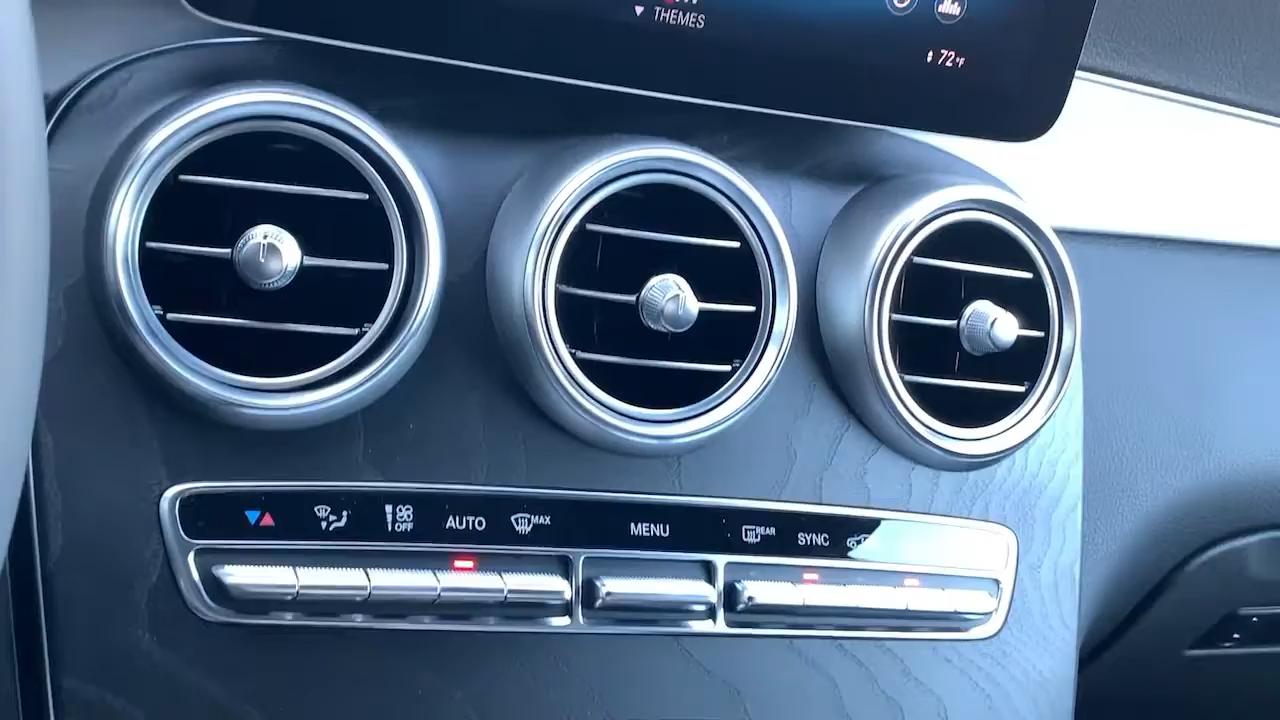 THEMES
72°F
OFF
AUTO
MAX
MENU
REAR
SYNC